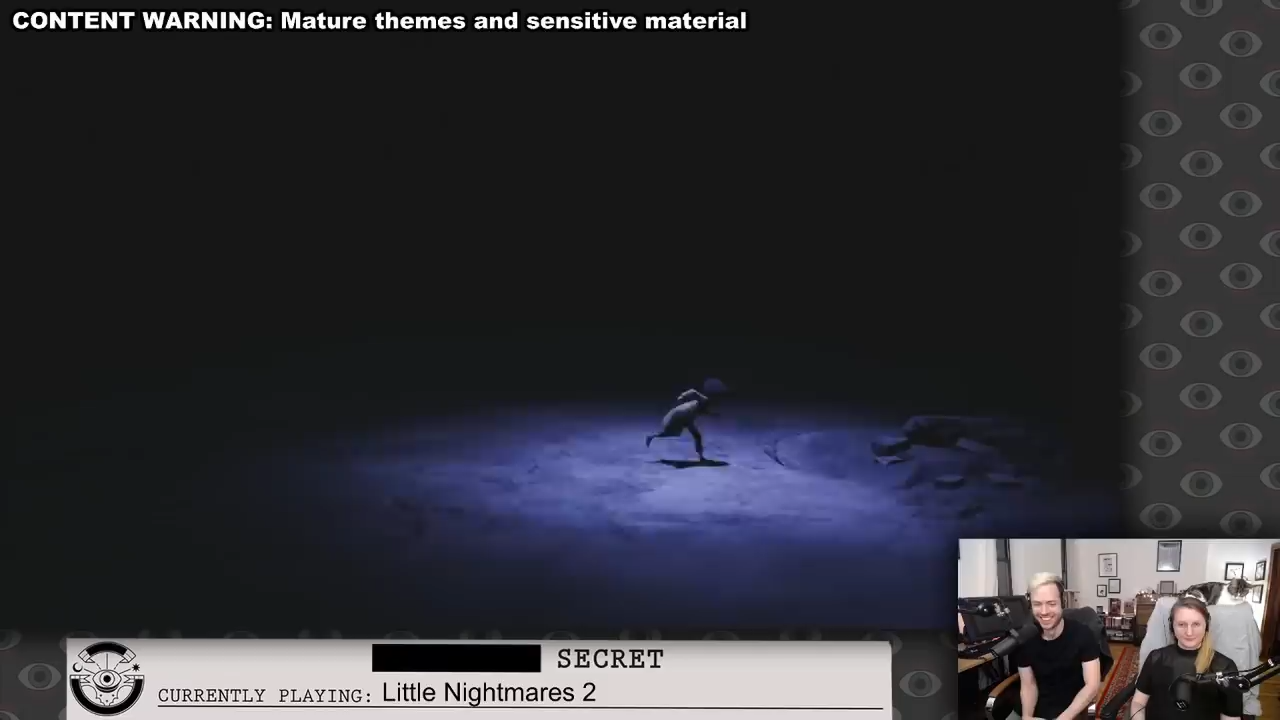 CONTENT WARNING: Mature themes and sensitive material
SECRET
CURRENTLY PLAYING: Little Nightmares 2